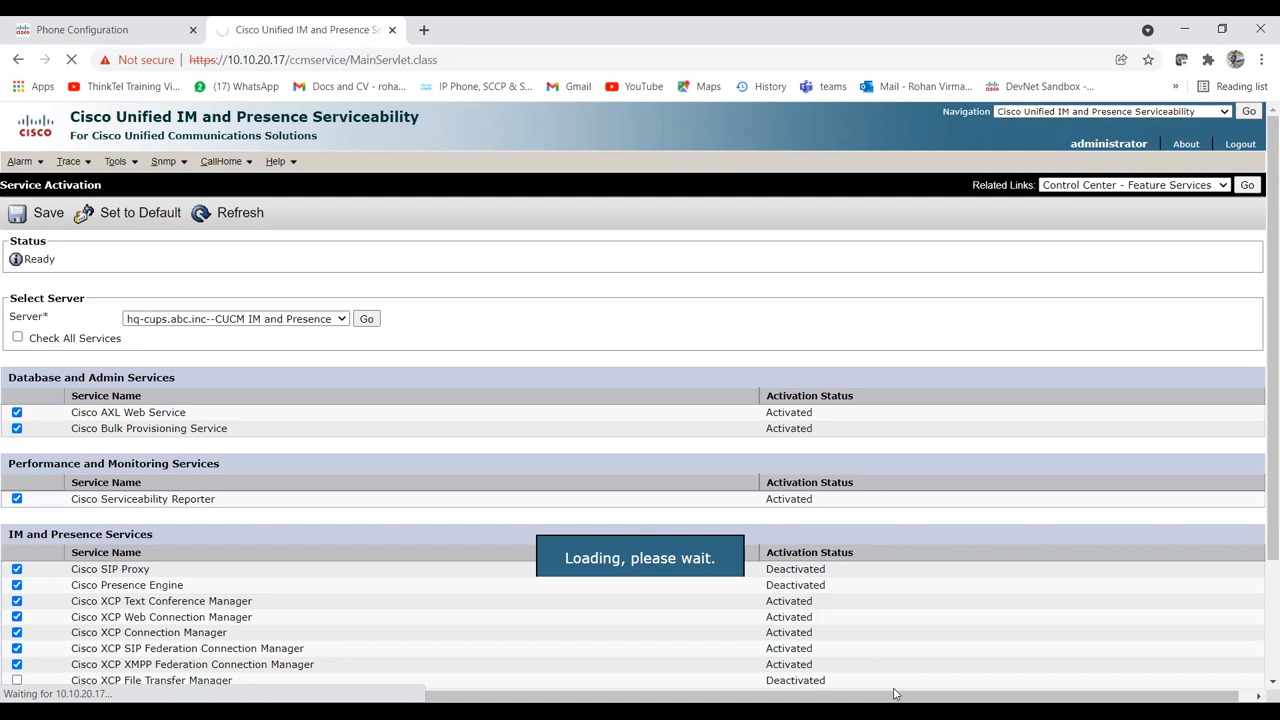 Phone Configuration
Cisco Unified IM and Presence Se
Not secure https://10.10.20.17/ccmservice/MainServlet.class
Apps ThinkTel Training Vi... (17) WhatsApp Docs and CV - roha... IP Phone, SCCP & S... Gmail YouTube Maps History teams Mail - Rohan Virma... DevNet Sandbox -... » Reading list
CISCO
Cisco Unified IM and Presence Serviceability
For Cisco Unified Communications Solutions
Navigation Cisco Unified IM and Presence Serviceability Go
administrator About Logout
Alarm Trace Tools Snmp CallHome Help
Service Activation
Related Links: Control Center - Feature Services Go
Save Set to Default Refresh
Status
Ready
Select Server
Server* hq-cups.abc.inc--CUCM IM and Presence Go
Check All Services
Database and Admin Services
Service Name Activation Status
Cisco AXL Web Service Activated
Cisco Bulk Provisioning Service Activated
Performance and Monitoring Services
Service Name Activation Status
Cisco Serviceability Reporter Activated
IM and Presence Services
Service Name Activation Status
Loading, please wait.
Cisco SIP Proxy Deactivated
Cisco Presence Engine Deactivated
Cisco XCP Text Conference Manager Activated
Cisco XCP Web Connection Manager Activated
Cisco XCP Connection Manager Activated
Cisco XCP SIP Federation Connection Manager Activated
Cisco XCP XMPP Federation Connection Manager Activated
Cisco XCP File Transfer Manager Deactivated
Waiting for 10.10.20.17...